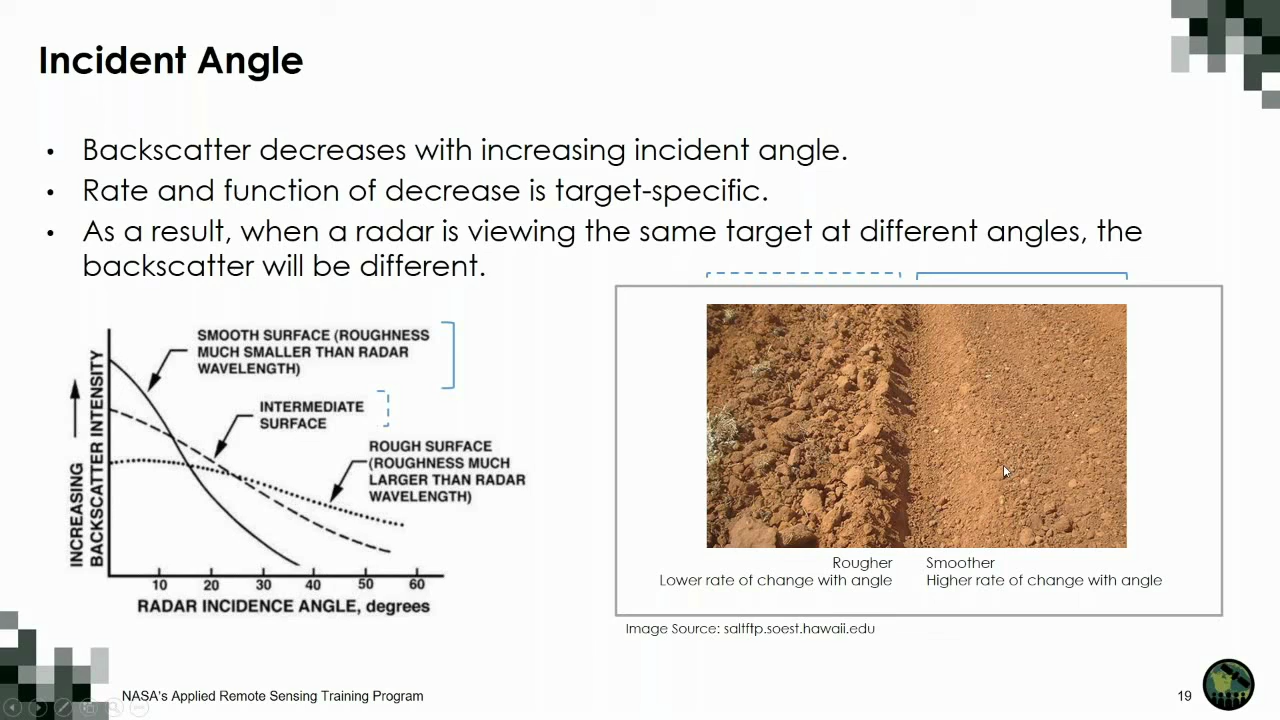 Incident Angle
• Backscatter decreases with increasing incident angle.
• Rate and function of decrease is target-specific.
• As a result, when a radar is viewing the same target at different angles, the
backscatter will be different.
SMOOTH SURFACE (ROUGHNESS
MUCH SMALLER THAN RADAR
WAVELENGTH)
INTERMEDIATE
SURFACE
ROUGH SURFACE
(ROUGHNESS MUCH
LARGER THAN RADAR
WAVELENGTH)
INCREASING
BACKSCATTER INTENSITY
10 20 30 40 50 60
RADAR INCIDENCE ANGLE, degrees
Rougher
Lower rate of change with angle
Smoother
Higher rate of change with angle
Image Source: saltftp.soest.hawaii.edu
NASA's Applied Remote Sensing Training Program
19